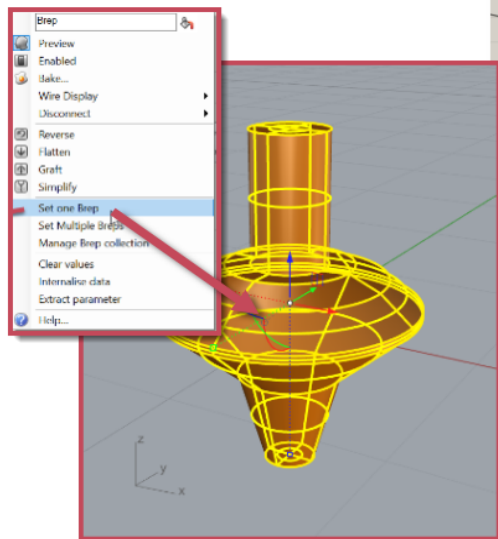 Brep
Preview
Enabled
Bake...
Wire Display
Disconnect
Reverse
Flatten
Graft
Simplify
Set one Brep
Set Multiple Breps
Manage Brep collection
Clear values
Internalise data
Extract parameter
Help...
z
y
x